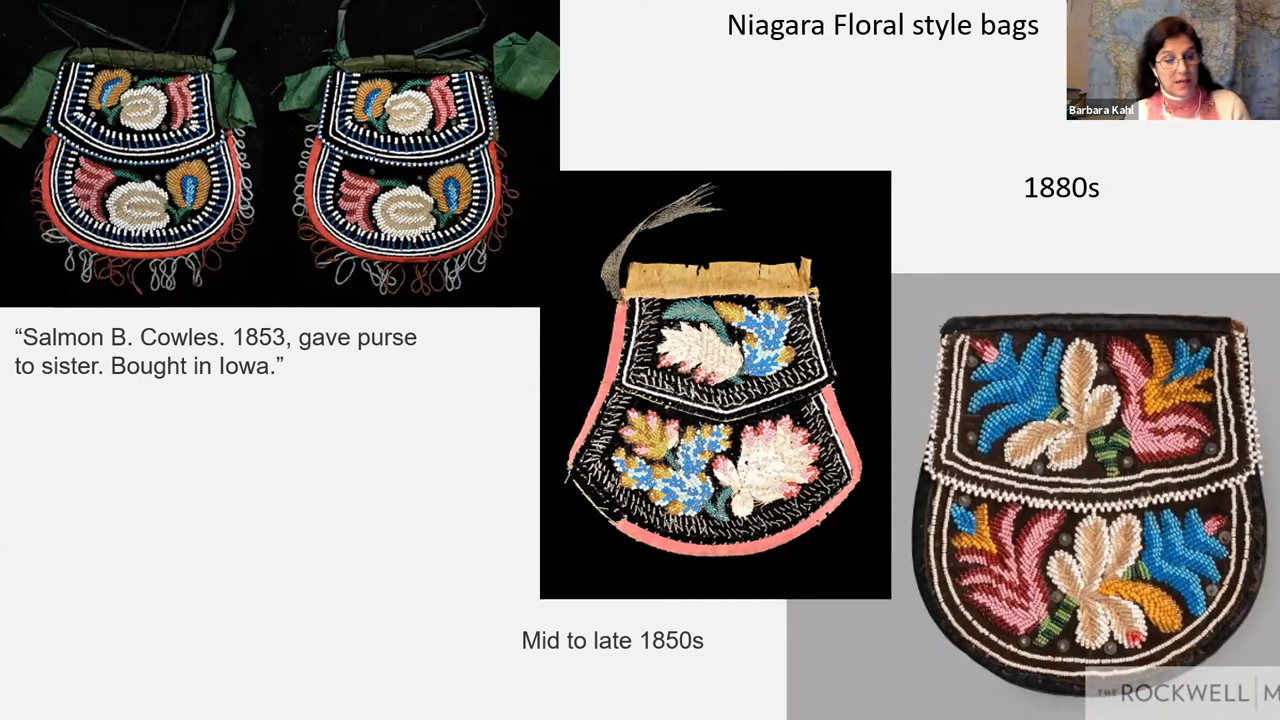 Niagara Floral style bags
Barbara Kahl
1880s
“Salmon B. Cowles. 1853, gave purse
to sister. Bought in Iowa.”
Mid to late 1850s
THE ROCKWELL | M